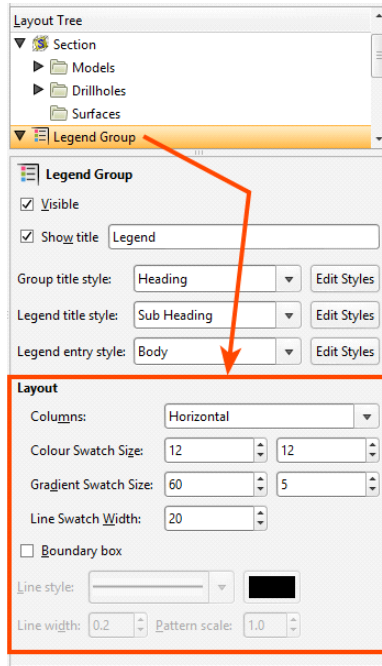 Layout Tree
Section
Models
Drillholes
Surfaces
Legend Group
Legend Group
Visible
Show title Legend
Group title style: Heading Edit Styles
Legend title style: Sub Heading Edit Styles
Legend entry style: Body Edit Styles
Layout
Columns: Horizontal
Colour Swatch Size: 12 12
Gradient Swatch Size: 60 5
Line Swatch Width: 20
Boundary box
Line style:
Line width: 0.2 Pattern scale: 1.0